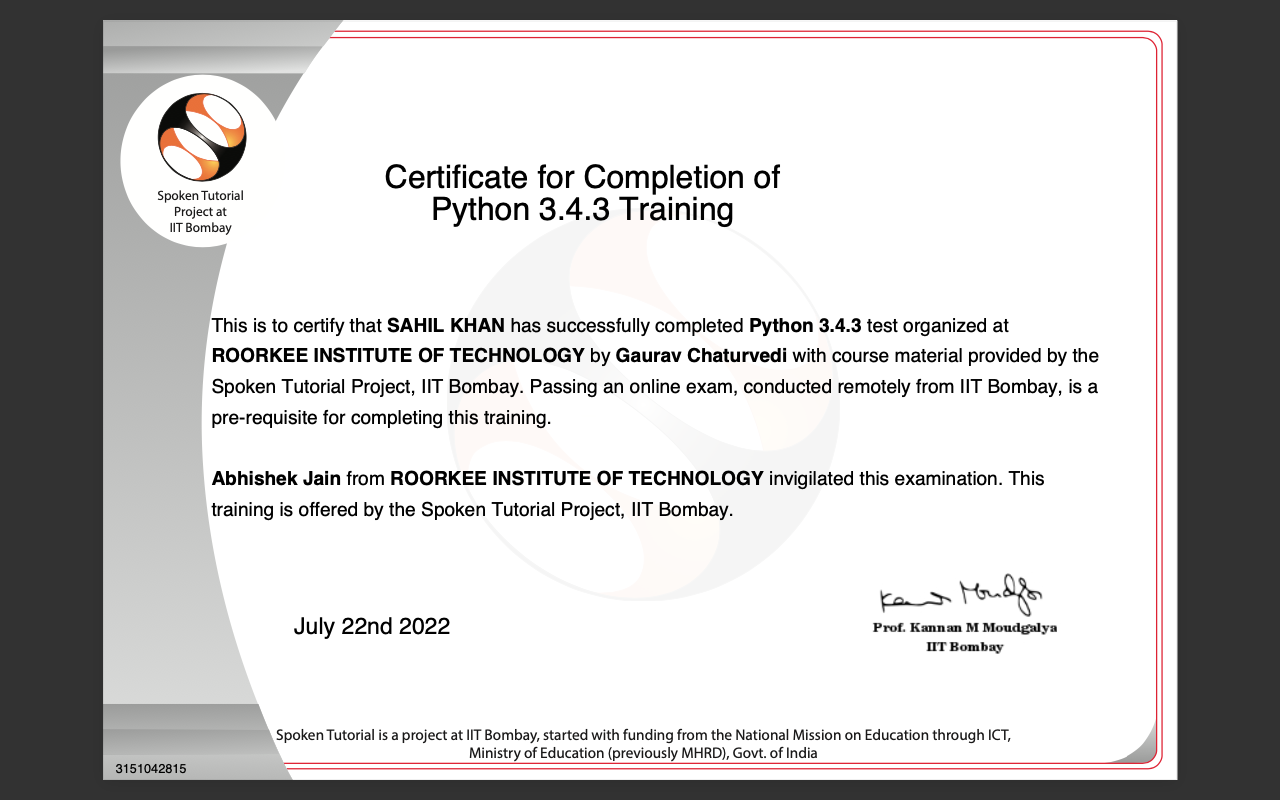 Spoken Tutorial
Project at
IIT Bombay
Certificate for Completion of
Python 3.4.3 Training
This is to certify that SAHIL KHAN has successfully completed Python 3.4.3 test organized at
ROORKEE INSTITUTE OF TECHNOLOGY by Gaurav Chaturvedi with course material provided by the
Spoken Tutorial Project, IIT Bombay. Passing an online exam, conducted remotely from IIT Bombay, is a
pre-requisite for completing this training.
Abhishek Jain from ROORKEE INSTITUTE OF TECHNOLOGY invigilated this examination. This
training is offered by the Spoken Tutorial Project, IIT Bombay.
July 22nd 2022
Prof. Kannan M Moudgalya
IIT Bombay
Spoken Tutorial is a project at IIT Bombay, started with funding from the National Mission on Education through ICT,
Ministry of Education (previously MHRD), Govt. of India
3151042815